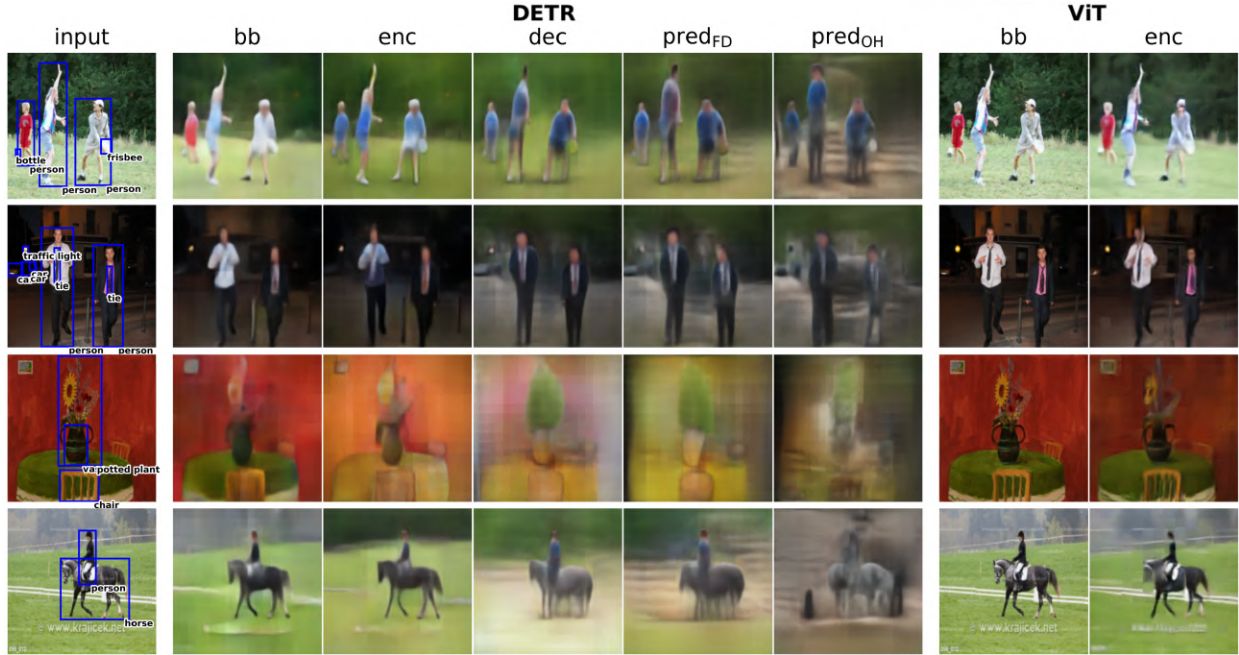 DETR
ViT
input
bb
enc
dec
pred_FD
pred_OH
bb
enc
bottle
frisbee
person
person
person
traffic light
ca
car
car
tie
tie
person
person
va
potted plant
chair
person
© www.krajicek.net
horse
© www.krajicek.net